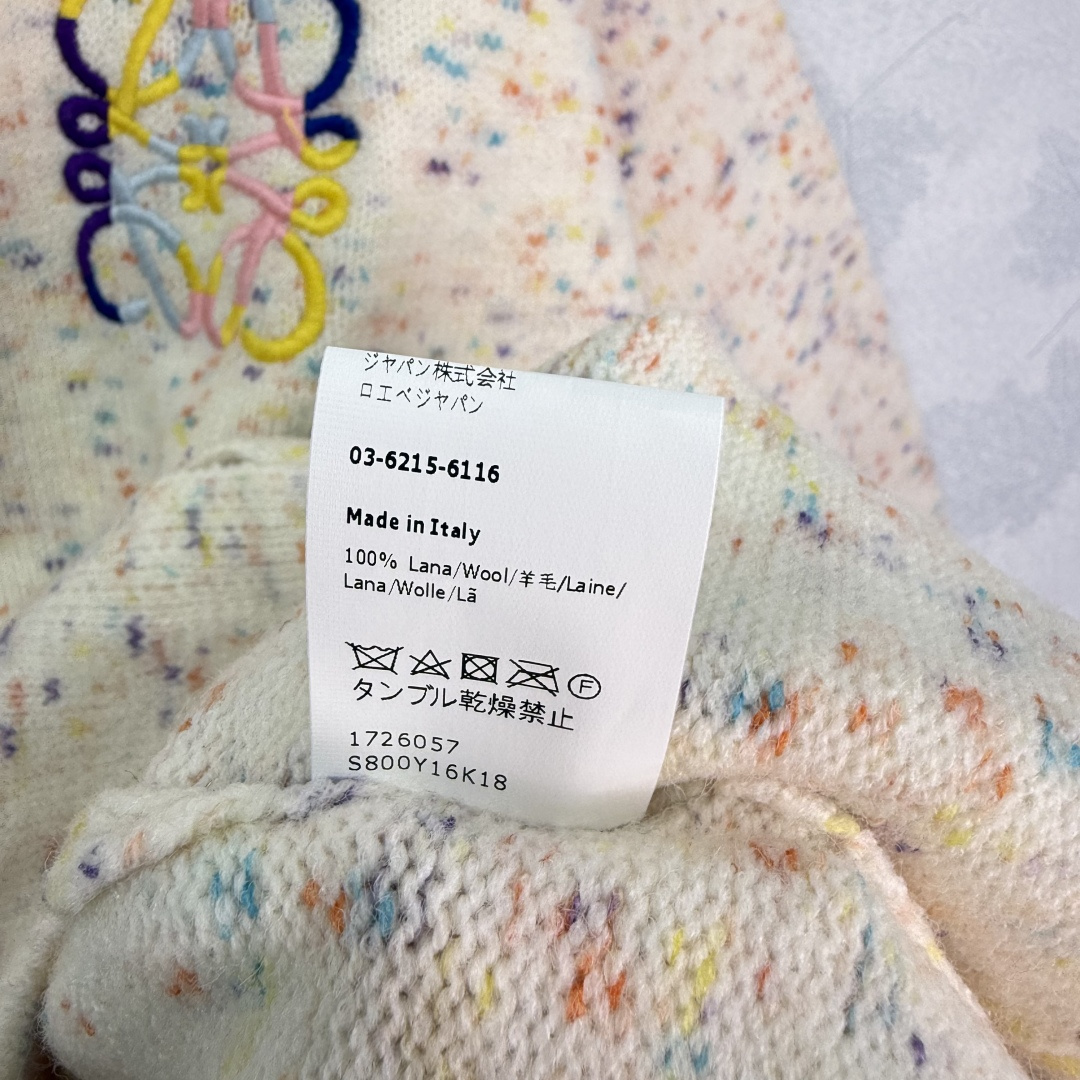 ジャパン株式会社
ロエベジャパン
03-6215-6116
Made in Italy
100% Lana/Wool/羊毛/Laine/
Lana/Wolle/Lã
F
タンブル乾燥禁止
1726057
S800Y16K18